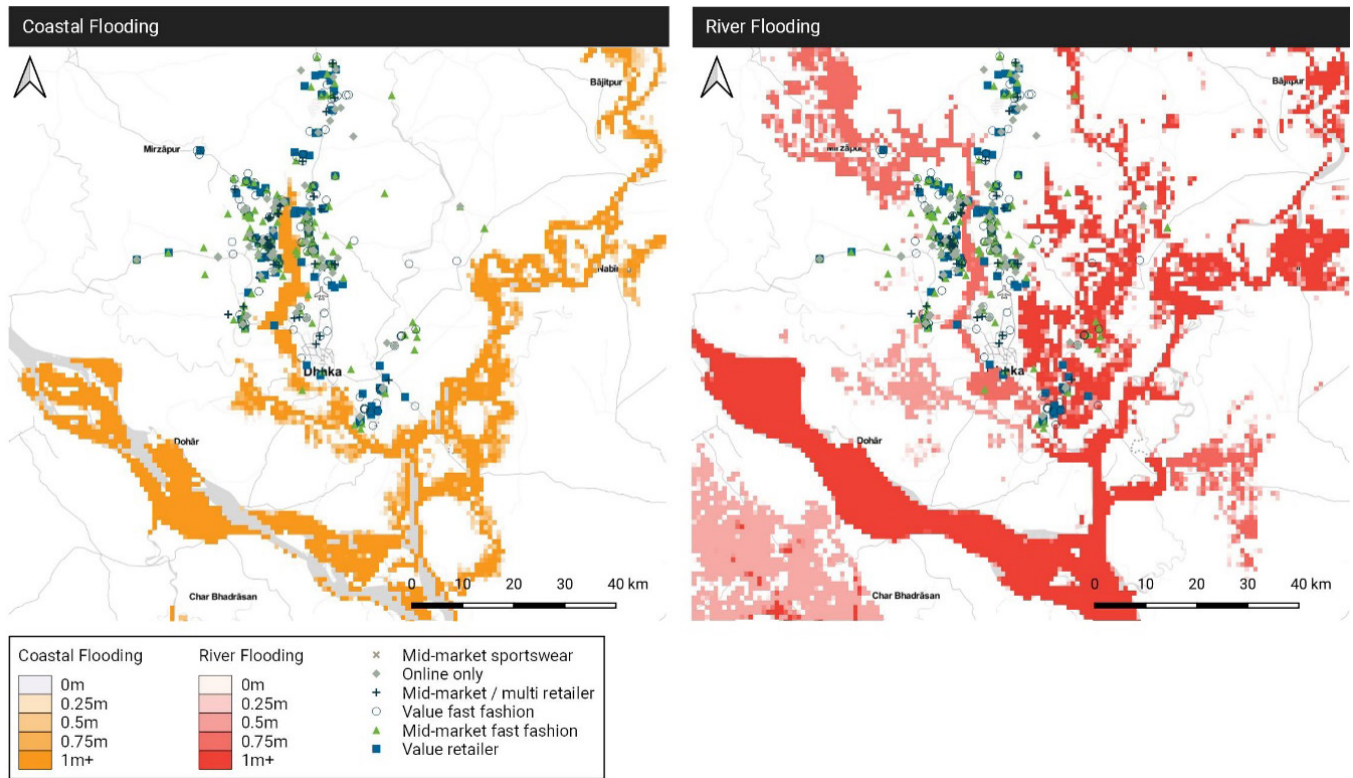 Coastal Flooding
River Flooding
Bājitpur
Mirzāpur
Dhaka
Dohār
Char Bhadrāsan
0 10 20 30 40 km
Bājitpur
Mirzāpur
Dohār
Char Bhadrāsan
0 10 20 30 40 km
Coastal Flooding
0m
0.25m
0.5m
0.75m
1m+
River Flooding
0m
0.25m
0.5m
0.75m
1m+
Mid-market sportswear
Online only
Mid-market / multi retailer
Value fast fashion
Mid-market fast fashion
Value retailer